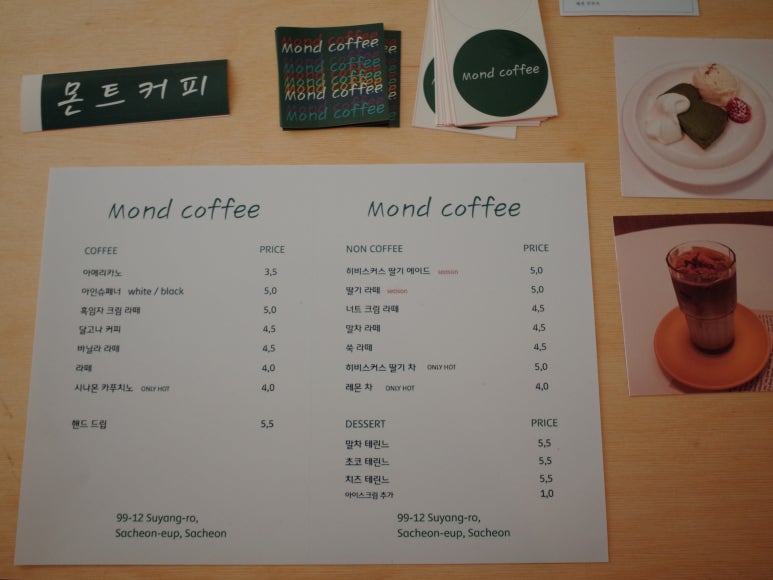 몬트커피
Mond coffee
Mond coffee
Mond coffee
Mond coffee
Mond coffee
COFFEE PRICE
아메리카노 3,5
아인슈페너 white / black 5,0
흑임자 크림 라떼 5,0
달고나 커피 4,5
바닐라 라떼 4,5
라떼 4,0
시나몬 카푸치노 ONLY HOT 4,0
핸드 드립 5,5
99-12 Suyang-ro,
Sacheon-eup, Sacheon
Mond coffee
NON COFFEE PRICE
히비스커스 딸기 에이드 season 5,0
딸기 라떼 season 5,0
너트 크림 라떼 4,5
말차 라떼 4,5
쑥 라떼 4,5
히비스커스 딸기 차 ONLY HOT 5,0
레몬 차 ONLY HOT 4,0
DESSERT PRICE
말차 테린느 5,5
초코 테린느 5,5
치즈 테린느 5,5
아이스크림 추가 1,0
99-12 Suyang-ro,
Sacheon-eup, Sacheon